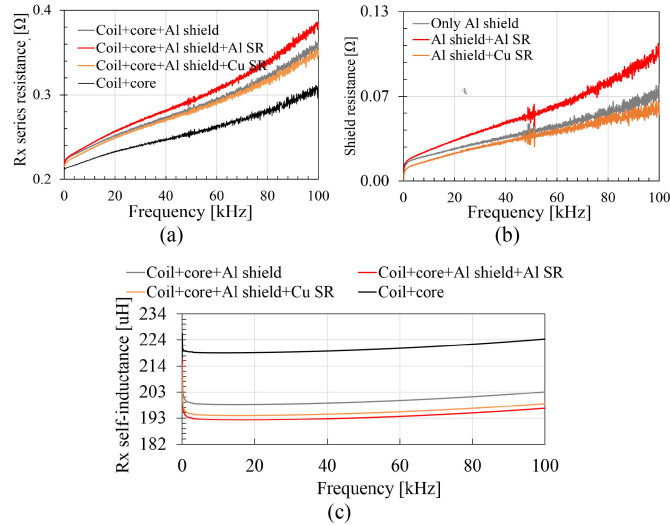 Rx series resistance [Ω]
0.4
0.3
0.2
Coil+core+Al shield
Coil+core+Al shield+Al SR
Coil+core+Al shield+Cu SR
Coil+core
0 20 40 60 80 100
Frequency [kHz]
(a)
Shield resistance [Ω]
0.13
0.07
0.00
Only Al shield
Al shield+Al SR
Al shield+Cu SR
0 20 40 60 80 100
Frequency [kHz]
(b)
Coil+core+Al shield
Coil+core+Al shield+Al SR
Coil+core+Al shield+Cu SR
Coil+core
Rx self-inductance [uH]
234
224
214
203
193
182
0 20 40 60 80 100
Frequency [kHz]
(c)